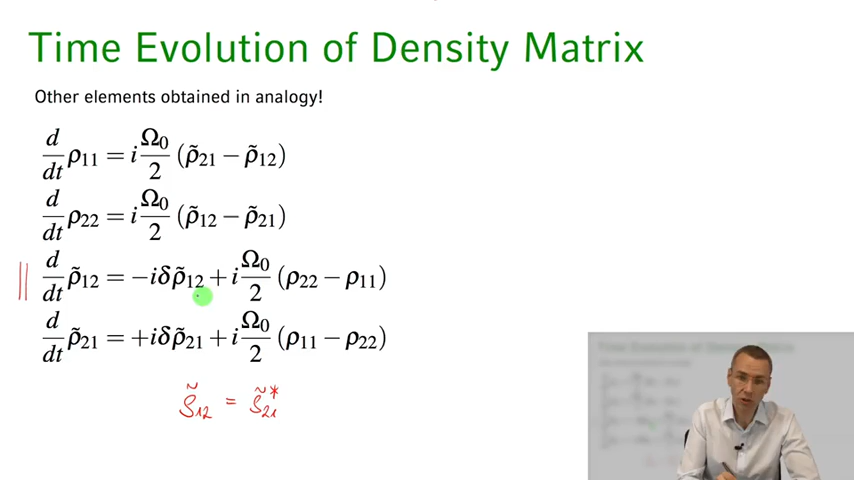 Time Evolution of Density Matrix
Other elements obtained in analogy!
d/dt ρ₁₁ = i Ω₀/2 (ρ̃₂₁ − ρ̃₁₂)
d/dt ρ₂₂ = i Ω₀/2 (ρ̃₁₂ − ρ̃₂₁)
d/dt ρ̃₁₂ = −iδρ̃₁₂ + i Ω₀/2 (ρ₂₂ − ρ₁₁)
d/dt ρ̃₂₁ = +iδρ̃₂₁ + i Ω₀/2 (ρ₁₁ − ρ₂₂)
ρ̃₁₂ = ρ̃₂₁*